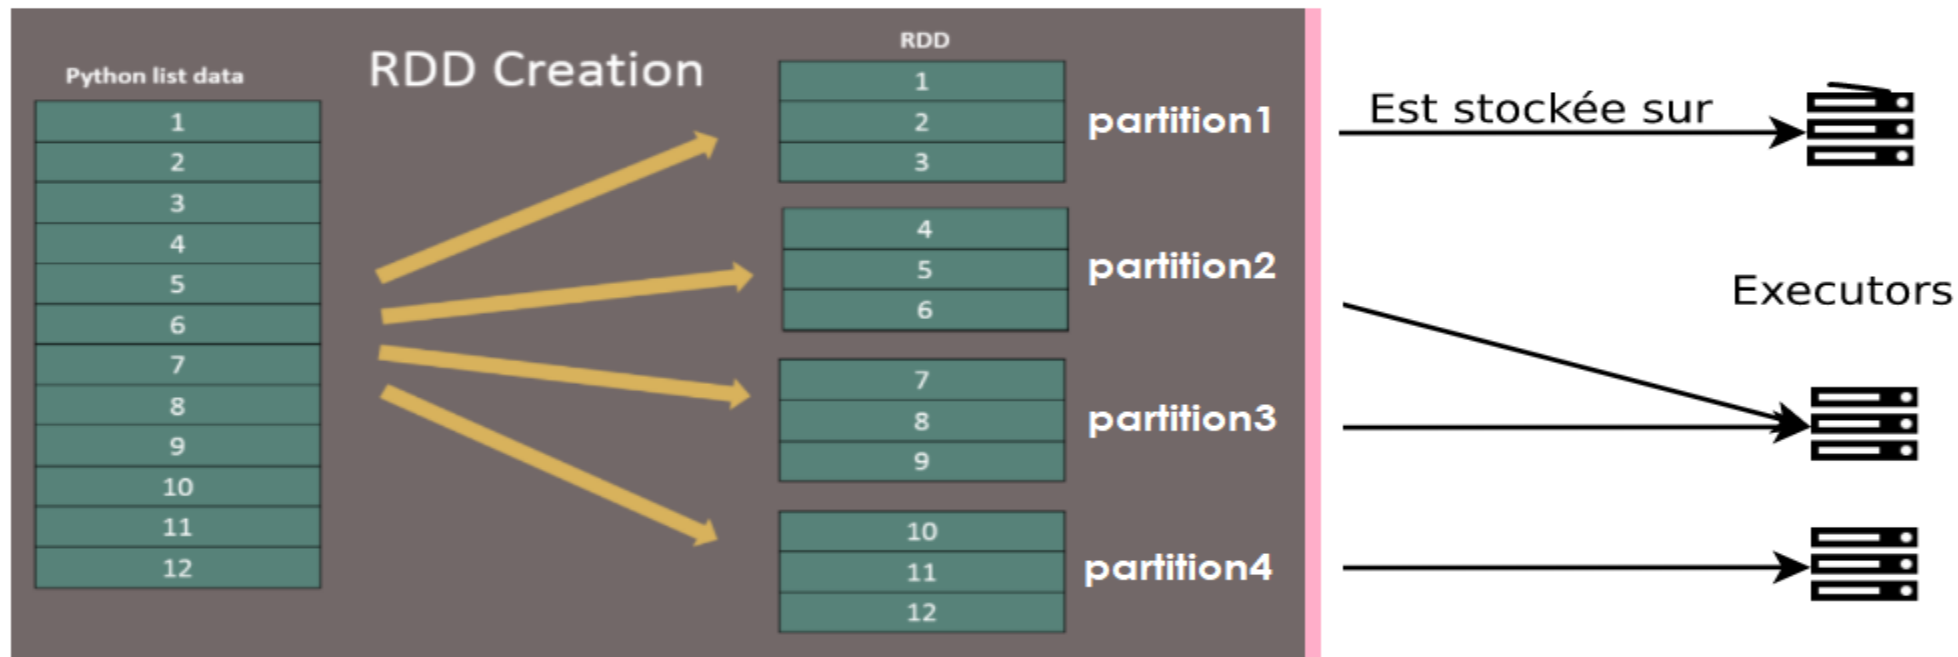 Python list data
1
2
3
4
5
6
7
8
9
10
11
12
RDD Creation
RDD
1
2
3
partition1
4
5
6
partition2
7
8
9
partition3
10
11
12
partition4
Est stockée sur
Executors